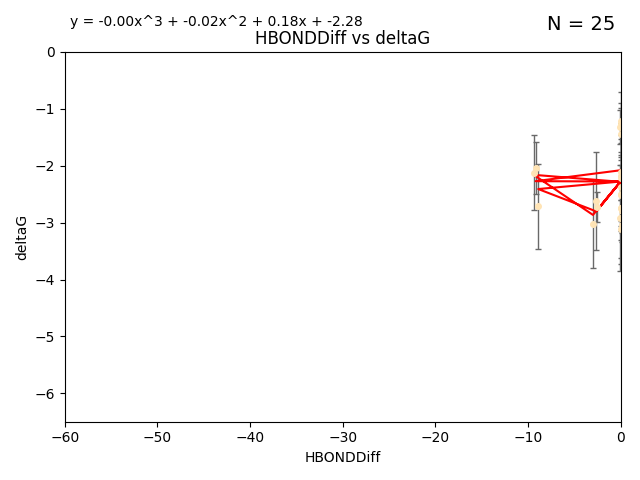 y = -0.00x^3 + -0.02x^2 + 0.18x + -2.28
N = 25
HBONDDiff vs deltaG
0
−1
−2
−3
−4
−5
−6
deltaG
−60
−50
−40
−30
−20
−10
0
HBONDDiff